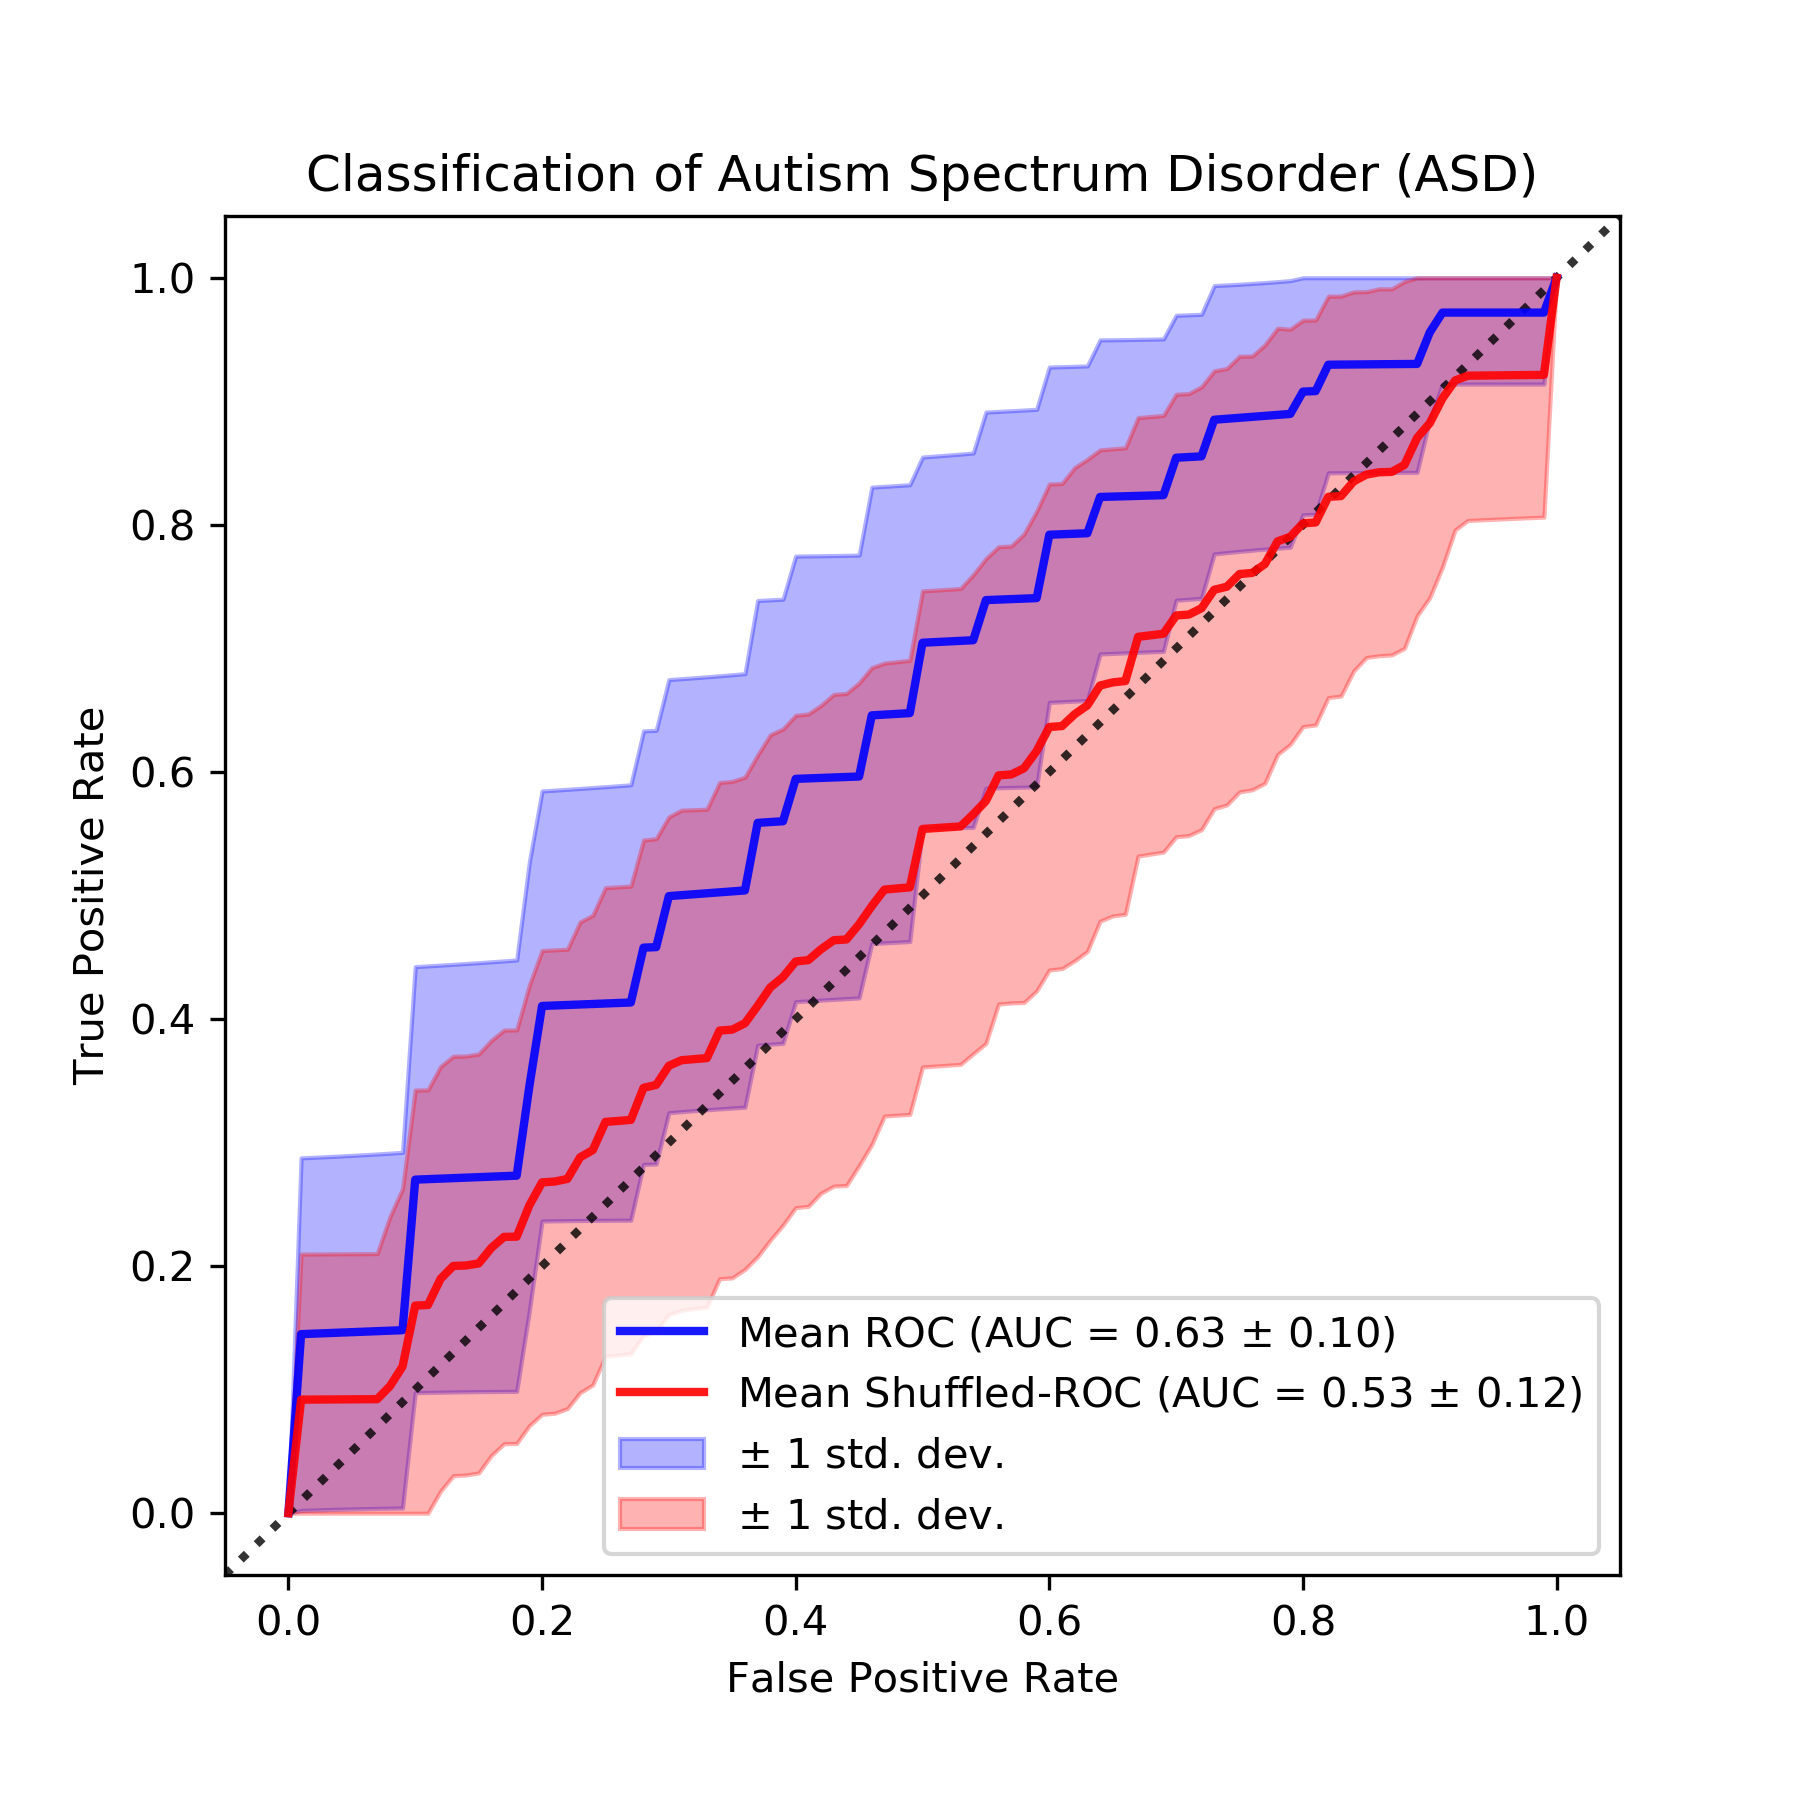 Classification of Autism Spectrum Disorder (ASD)
1.0
0.8
0.6
0.4
0.2
0.0
True Positive Rate
Mean ROC (AUC = 0.63 ± 0.10)
Mean Shuffled-ROC (AUC = 0.53 ± 0.12)
± 1 std. dev.
± 1 std. dev.
0.0 0.2 0.4 0.6 0.8 1.0
False Positive Rate